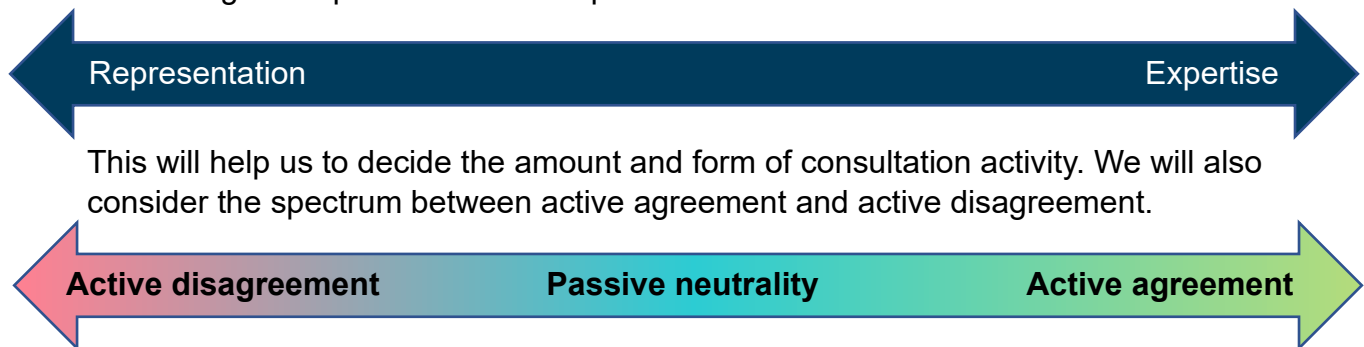 Representation Expertise
This will help us to decide the amount and form of consultation activity. We will also
consider the spectrum between active agreement and active disagreement.
Active disagreement Passive neutrality Active agreement